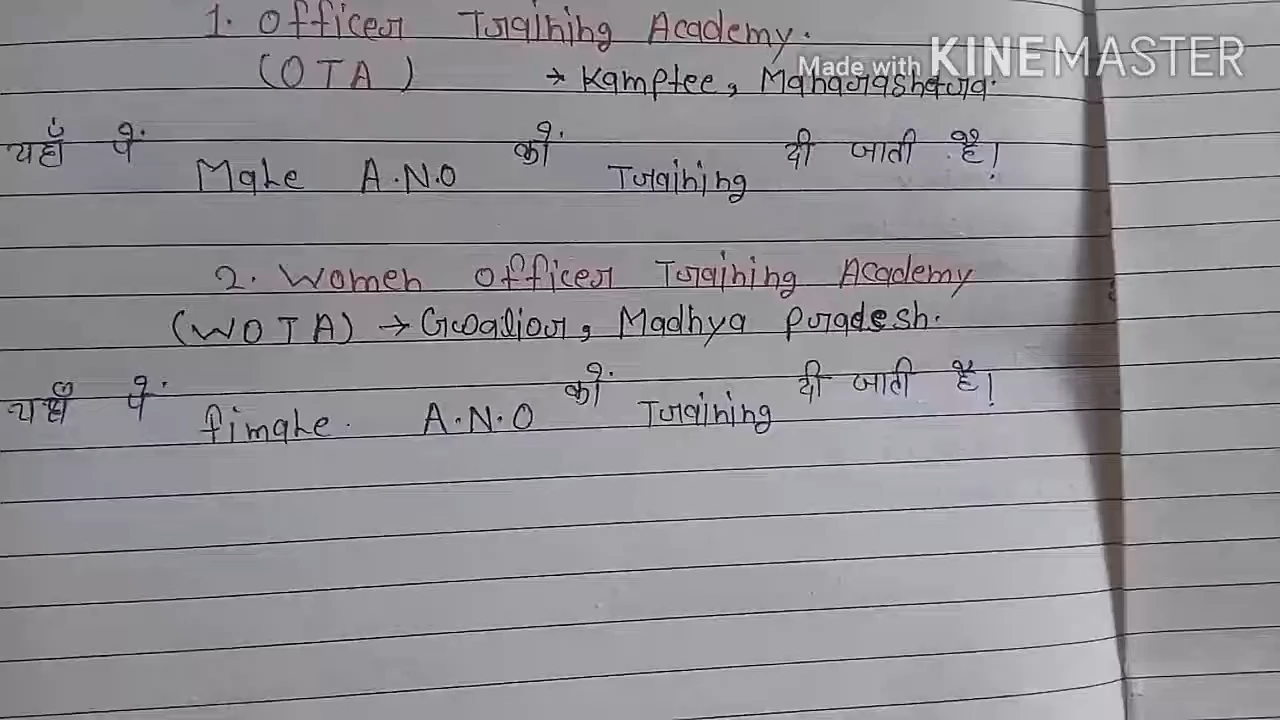 1. Officer Training Academy.
Made with KINEMASTER
(OTA) → Kamptee, Maharashtra.
यहाँ पे Male A.N.O को Training दी जाती है।
2. Women Officer Training Academy
(WOTA) → Gwalior, Madhya Pradesh.
यहाँ पे fimale. A.N.O को Training दी जाती है।